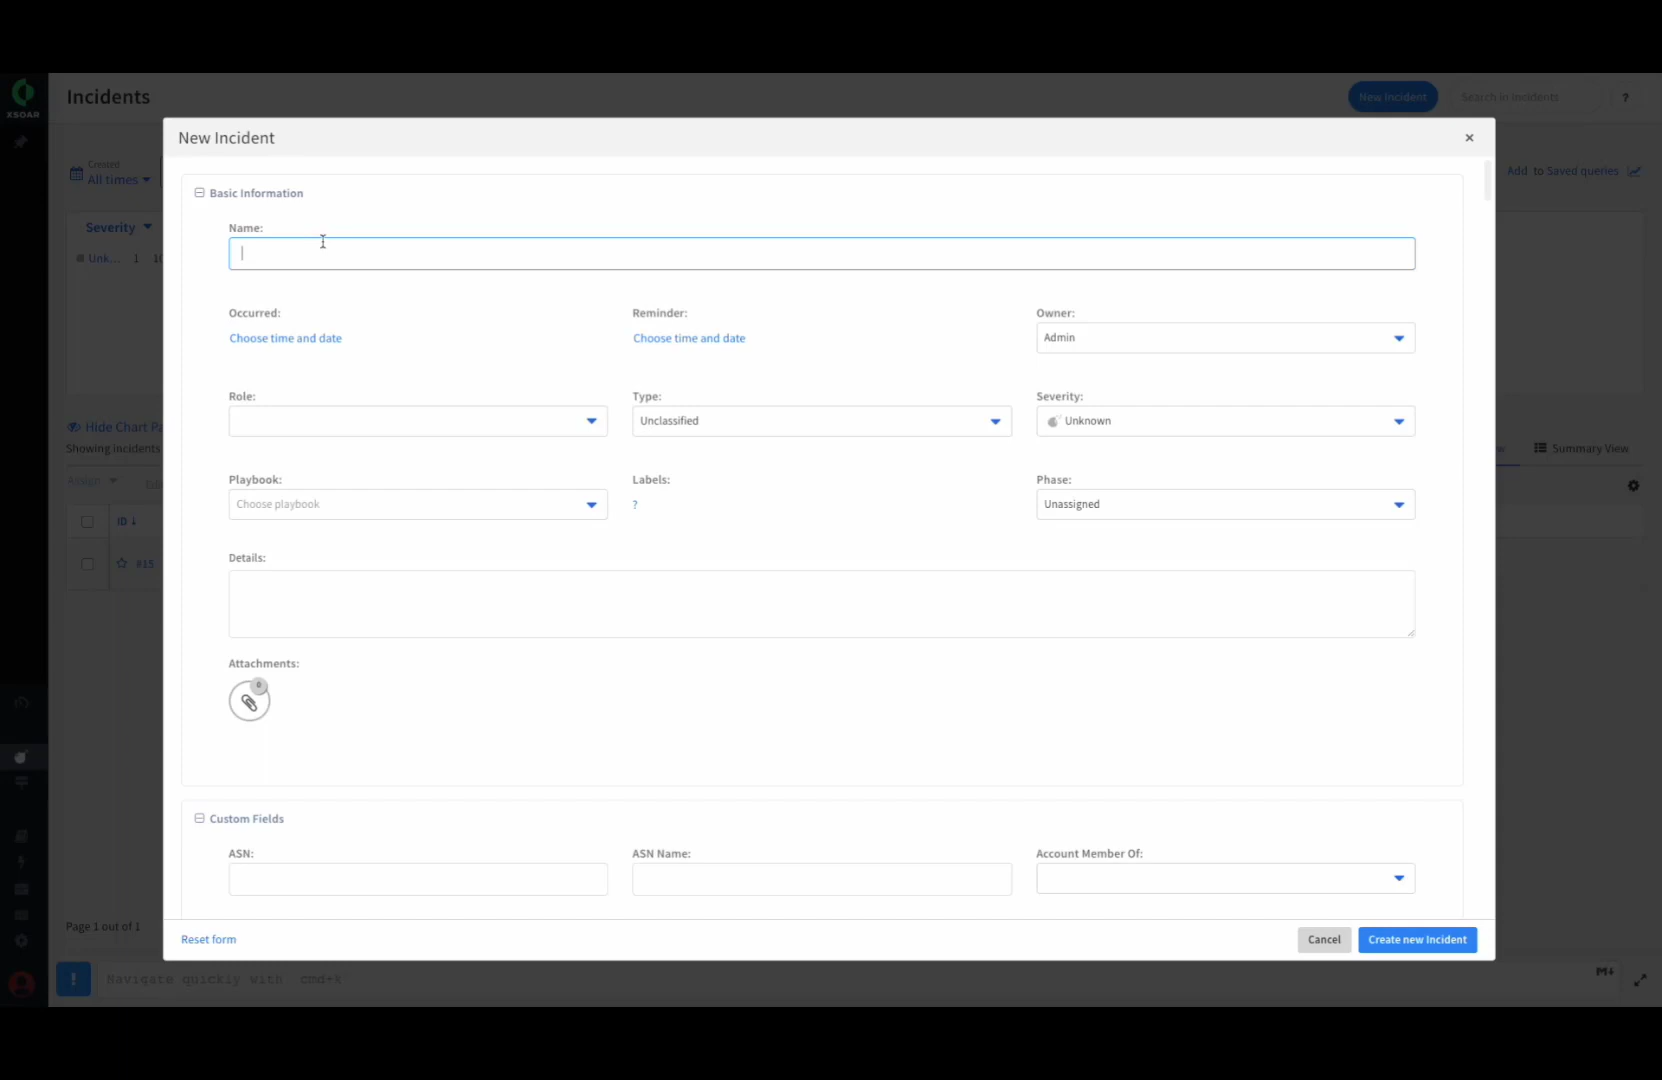 XSOAR
Incidents
New Incident
Search in Incidents
?
Created
All times
Add to Saved queries
Severity
Unk... 1 10
Hide Chart Pa
Showing incidents
Assign
w
Summary View
ID ↓
#15
Page 1 out of 1
! Navigate quickly with cmd+K
M↓
New Incident ×
Basic Information
Name:
Occurred: Reminder: Owner:
Choose time and date Choose time and date Admin
Role: Type: Severity:
Unclassified Unknown
Playbook: Labels: Phase:
Choose playbook ? Unassigned
Details:
Attachments:
0
Custom Fields
ASN: ASN Name: Account Member Of:
Reset form Cancel Create new Incident